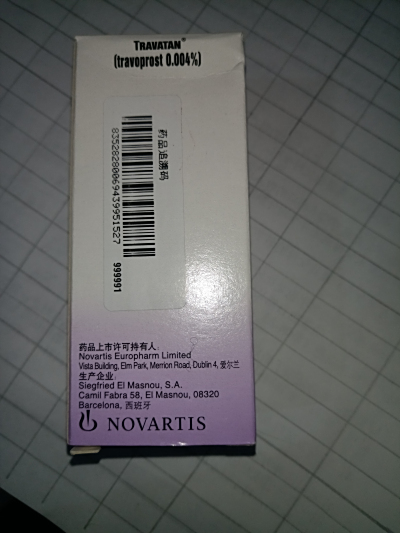 TRAVATAN®
(travoprost 0.004%)
药品追溯码
83528280069439951527
999991
药品上市许可持有人:
Novartis Europharm Limited
Vista Building, Elm Park, Merrion Road, Dublin 4, 爱尔兰
生产企业:
Siegfried El Masnou, S.A.
Camil Fabra 58, El Masnou, 08320
Barcelona, 西班牙
NOVARTIS